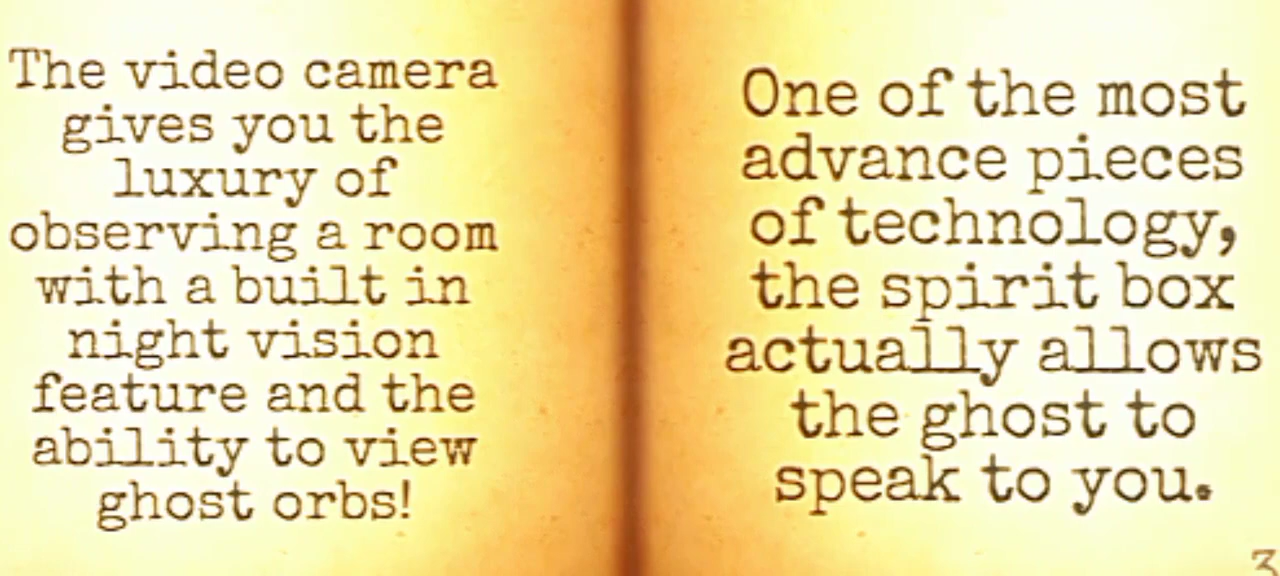 The video camera
gives you the
luxury of
observing a room
with a built in
night vision
feature and the
ability to view
ghost orbs!
One of the most
advance pieces
of technology,
the spirit box
actually allows
the ghost to
speak to you.
3